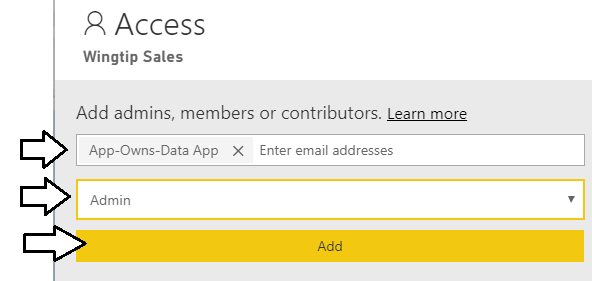 Access
Wingtip Sales
Add admins, members or contributors. Learn more
App-Owns-Data App Enter email addresses
Admin
Add